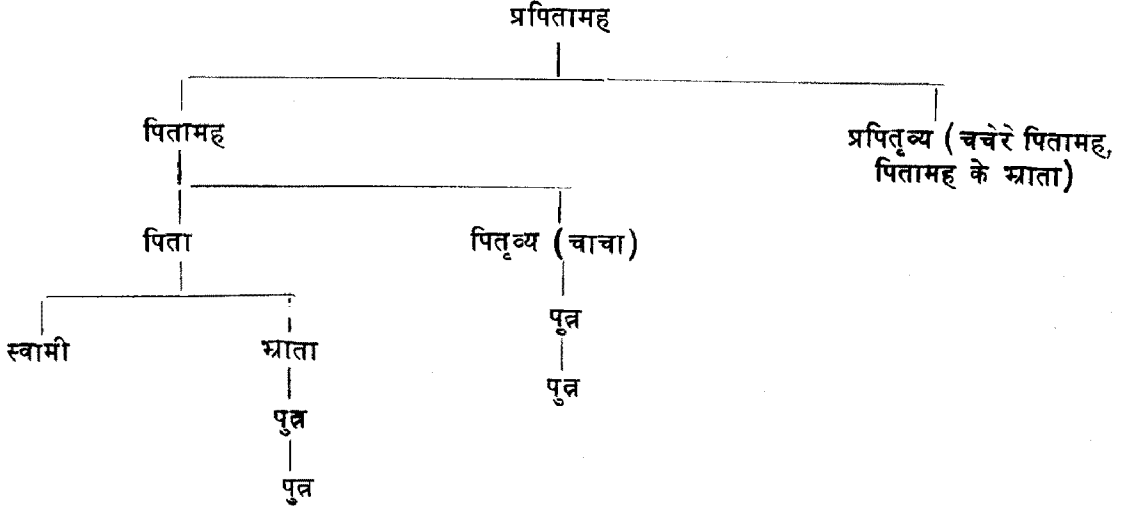 प्रपितामह
पितामह
प्रपितृव्य (चचेरे पितामह,
पितामह के भ्राता)
पिता
पितृव्य (चाचा)
पुत्र
स्वामी
भ्राता
पुत्र
पुत्र
पुत्र